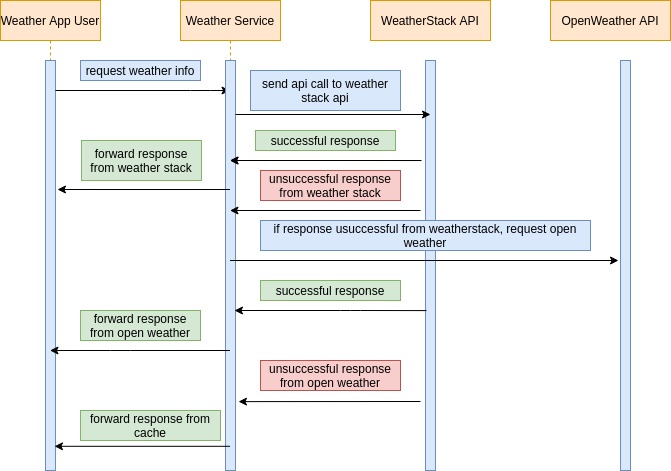 Weather App User
Weather Service
WeatherStack API
OpenWeather API
request weather info
send api call to weather
stack api
successful response
forward response
from weather stack
unsuccessful response
from weather stack
if response usuccessful from weatherstack, request open
weather
successful response
forward response
from open weather
unsuccessful response
from open weather
forward response from
cache